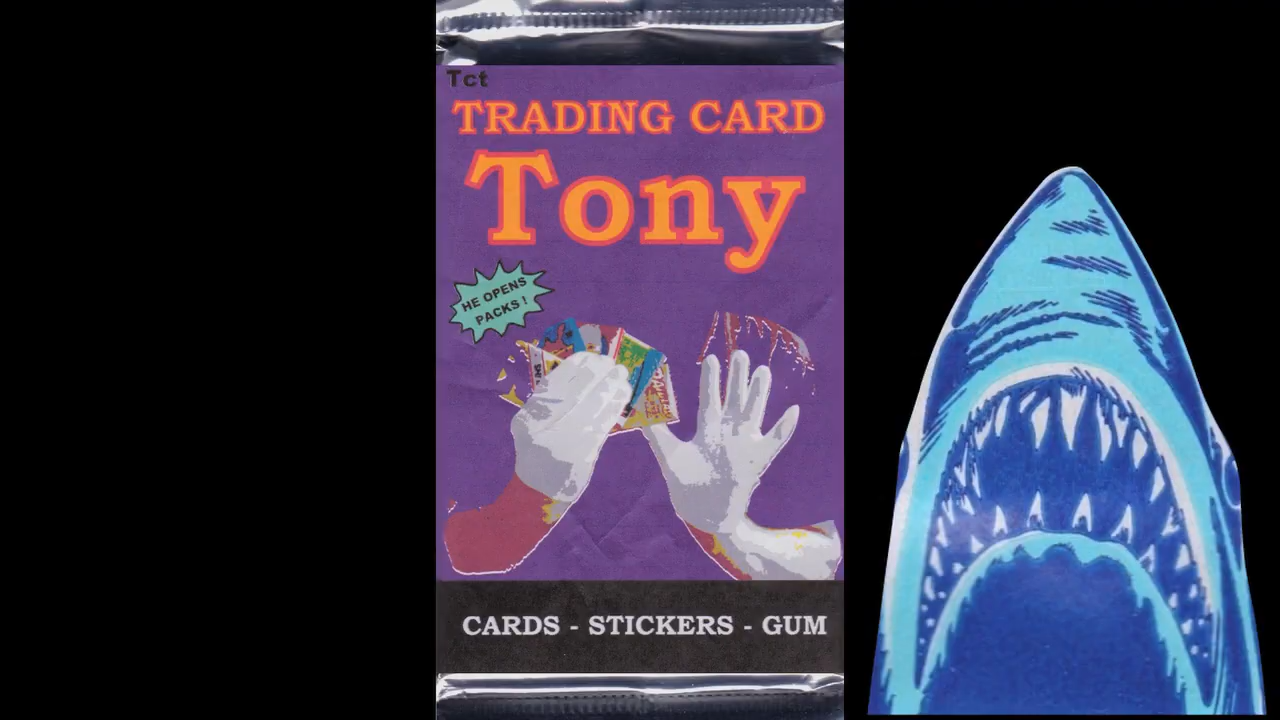 Tct
TRADING CARD
Tony
HE OPENS
PACKS!
CARDS - STICKERS - GUM